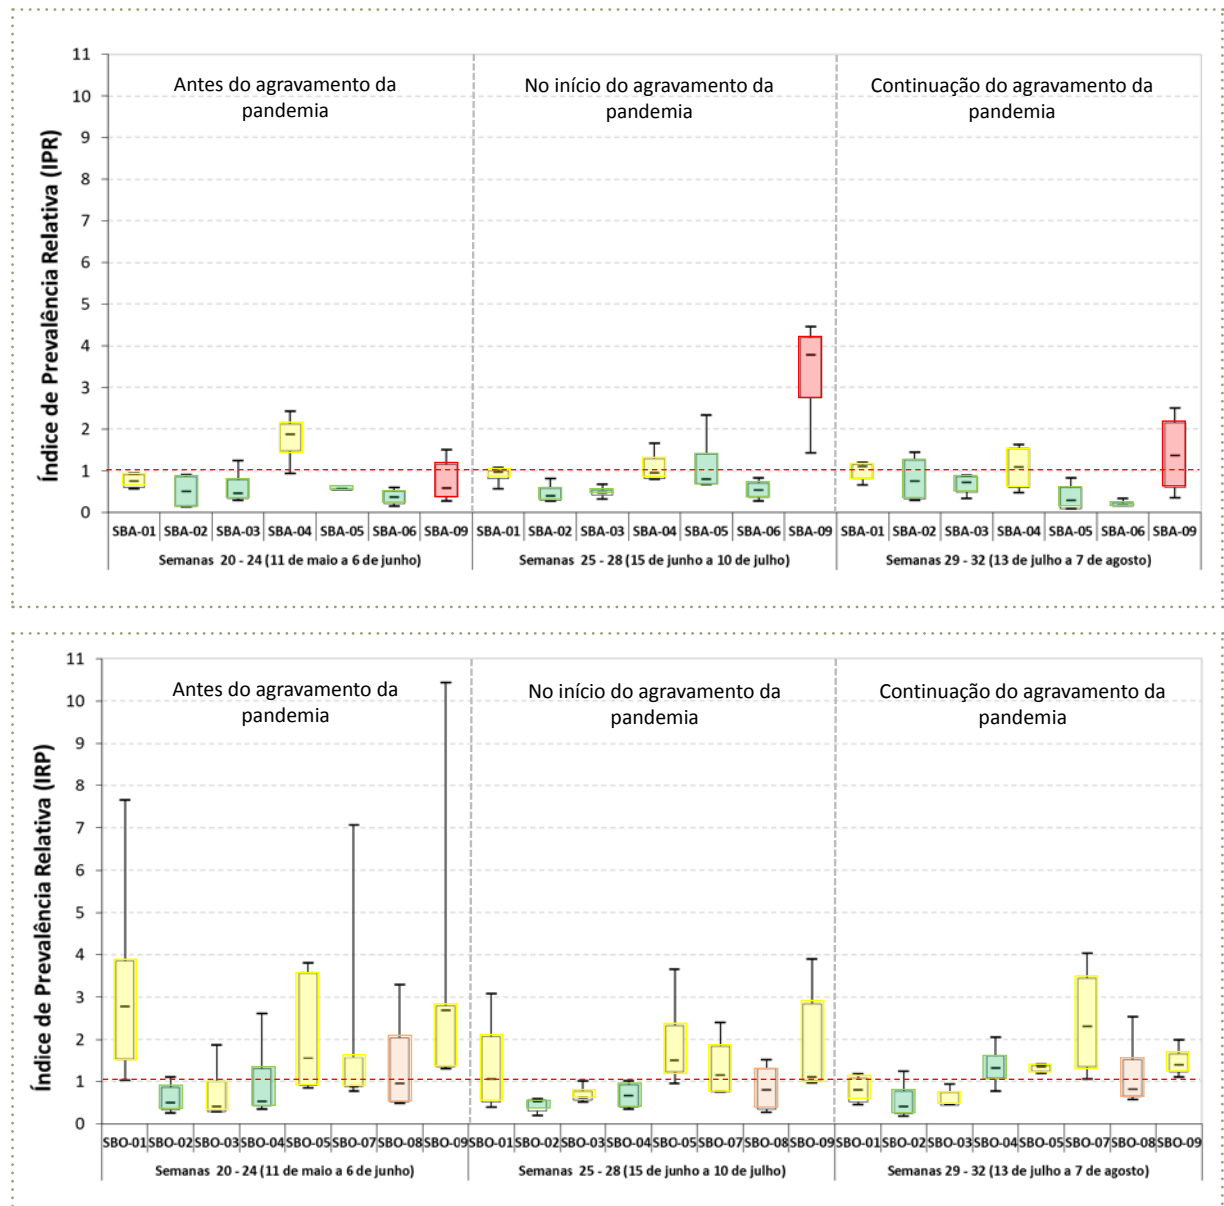 Índice de Prevalência Relativa (IPR)
11
10
9
8
7
6
5
4
3
2
1
0
Antes do agravamento da
pandemia
No início do agravamento da
pandemia
Continuação do agravamento da
pandemia
SBA-01 SBA-02 SBA-03 SBA-04 SBA-05 SBA-06 SBA-09 SBA-01 SBA-02 SBA-03 SBA-04 SBA-05 SBA-06 SBA-09 SBA-01 SBA-02 SBA-03 SBA-04 SBA-05 SBA-06 SBA-09
Semanas 20 - 24 (11 de maio a 6 de junho) Semanas 25 - 28 (15 de junho a 10 de julho) Semanas 29 - 32 (13 de julho a 7 de agosto)
Índice de Prevalência Relativa (IRP)
11
10
9
8
7
6
5
4
3
2
1
0
Antes do agravamento da
pandemia
No início do agravamento da
pandemia
Continuação do agravamento da
pandemia
SBO-01 SBO-02 SBO-03 SBO-04 SBO-05 SBO-07 SBO-08 SBO-09 SBO-01 SBO-02 SBO-03 SBO-04 SBO-05 SBO-07 SBO-08 SBO-09 SBO-01 SBO-02 SBO-03 SBO-04 SBO-05 SBO-07 SBO-08 SBO-09
Semanas 20 - 24 (11 de maio a 6 de junho) Semanas 25 - 28 (15 de junho a 10 de julho) Semanas 29 - 32 (13 de julho a 7 de agosto)